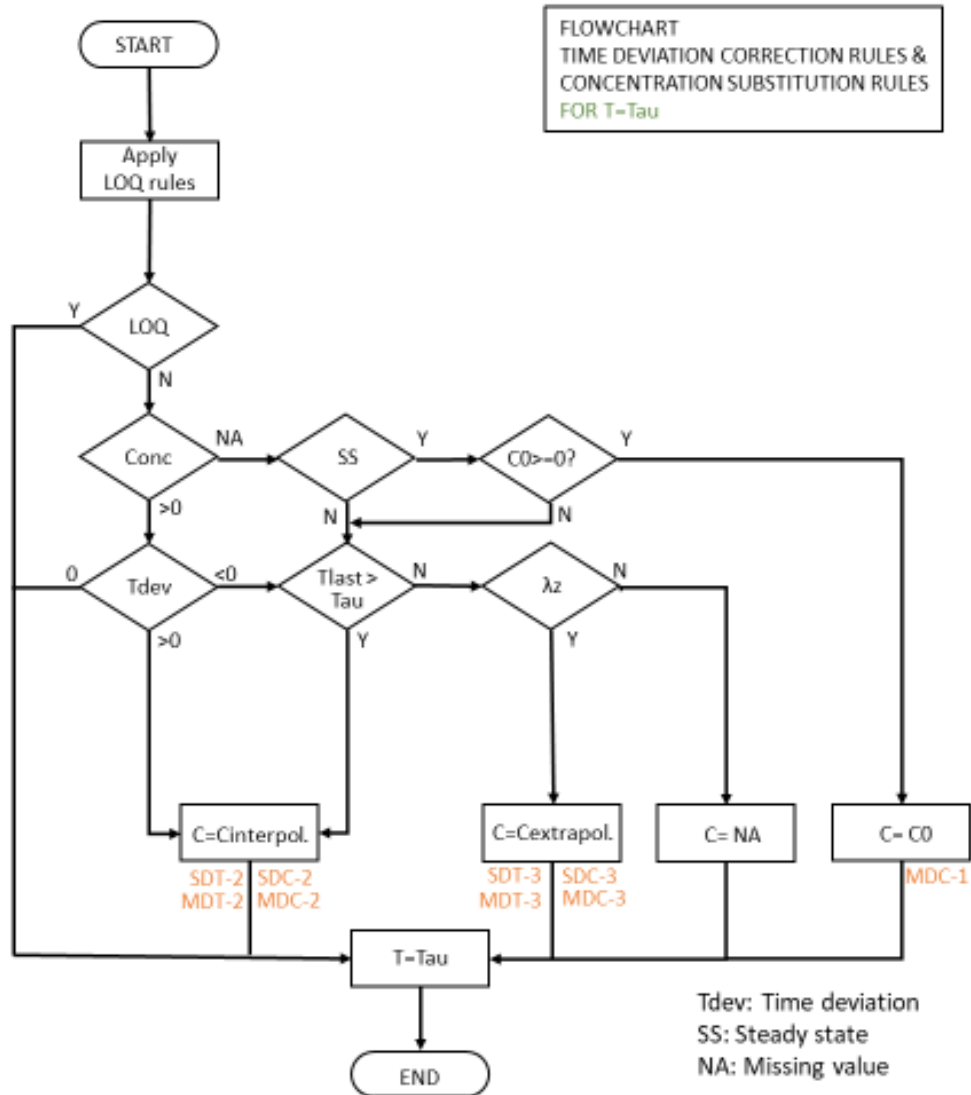 START
FLOWCHART
TIME DEVIATION CORRECTION RULES &
CONCENTRATION SUBSTITUTION RULES
FOR T=Tau
Apply
LOQ rules
Y
LOQ
N
Conc
NA
SS
Y
C0>=0?
Y
>0
N
N
0
Tdev
<0
Tlast >
Tau
N
λz
N
>0
Y
Y
C=Cinterpol.
C=Cextrapol.
C= NA
C= C0
SDT-2 SDC-2
MDT-2 MDC-2
SDT-3 SDC-3
MDT-3 MDC-3
MDC-1
T=Tau
Tdev: Time deviation
SS: Steady state
NA: Missing value
END